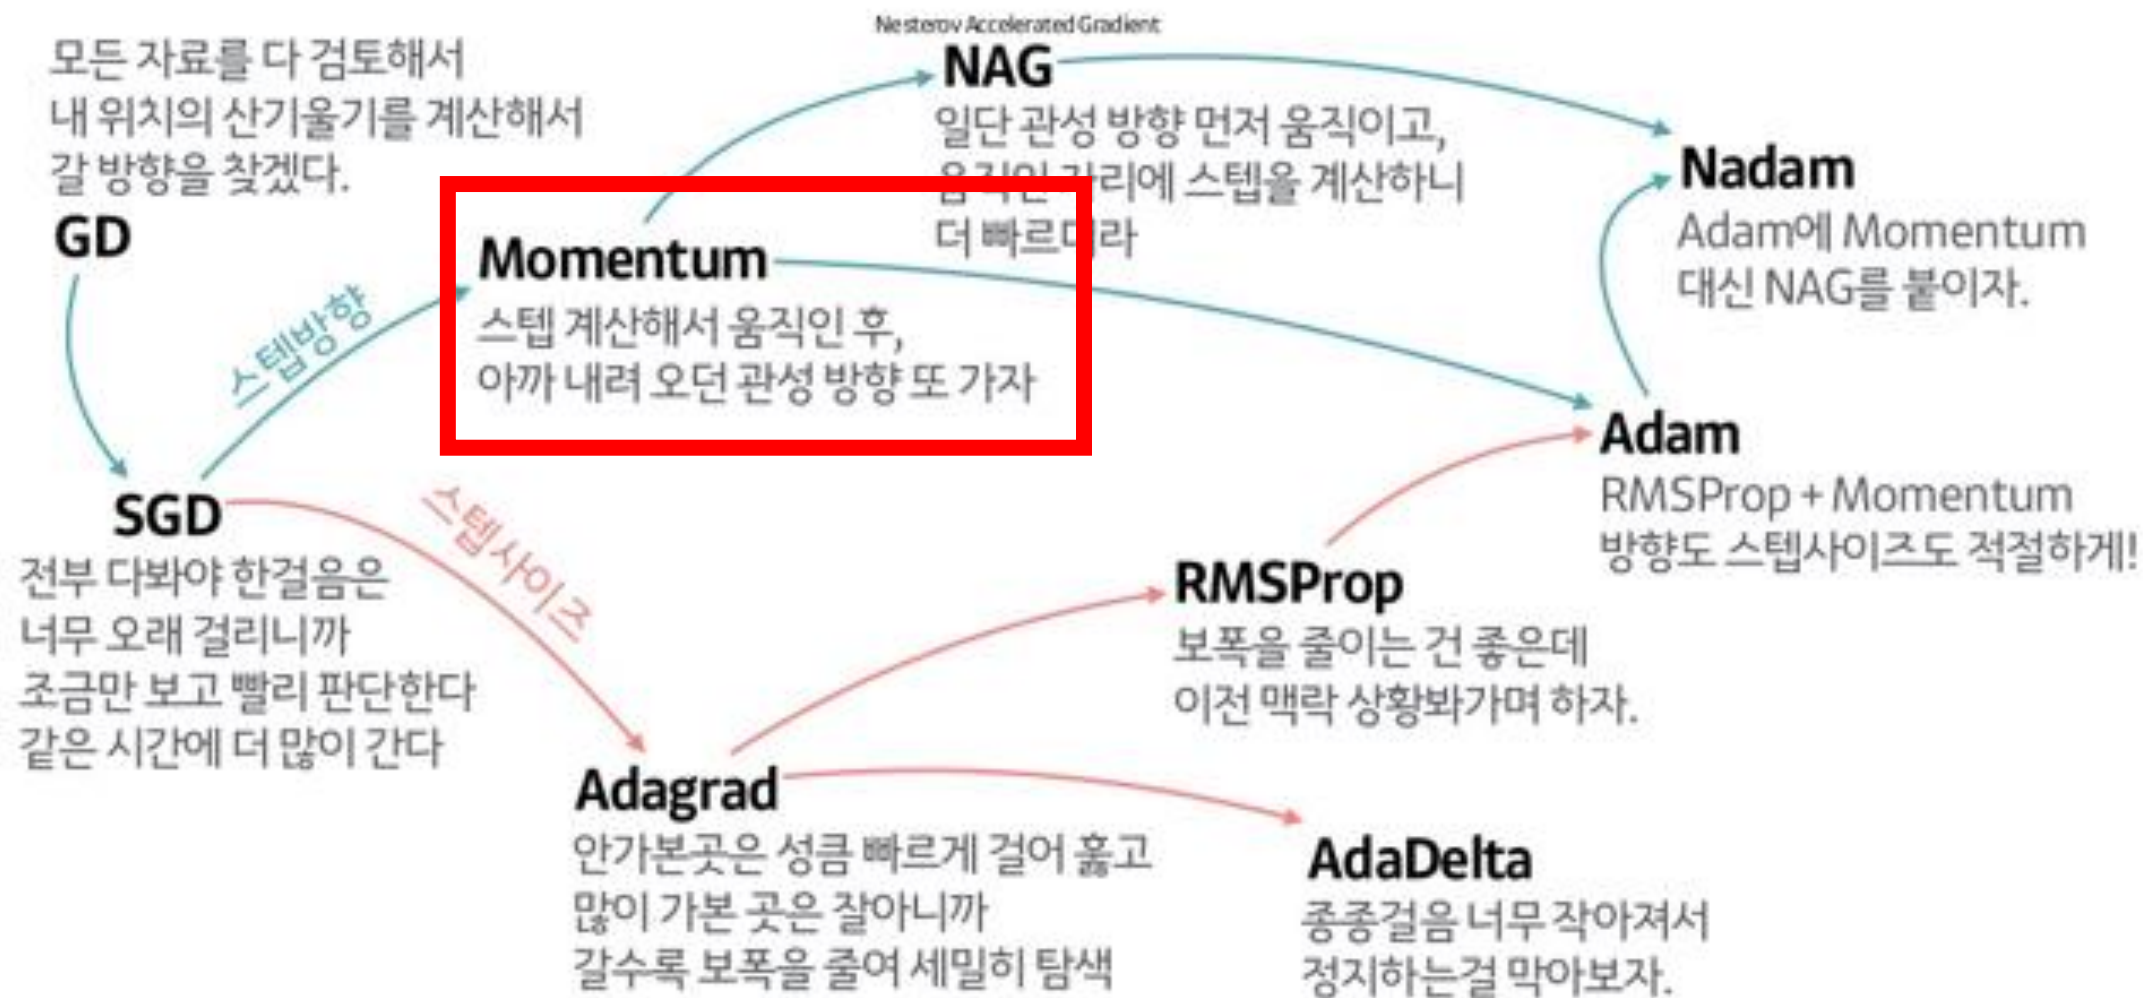 모든 자료를 다 검토해서
내 위치의 산기울기를 계산해서
갈 방향을 찾겠다.
GD
스텝방향
SGD
전부 다봐야 한걸음은
너무 오래 걸리니까
조금만 보고 빨리 판단한다
같은 시간에 더 많이 간다
Momentum
스텝 계산해서 움직인 후,
아까 내려 오던 관성 방향 또 가자
Nesterov Accelerated Gradient
NAG
일단 관성 방향 먼저 움직이고,
움직인 자리에 스텝을 계산하니
더 빠르더라
Nadam
Adam에 Momentum
대신 NAG를 붙이자.
Adam
RMSProp + Momentum
방향도 스텝사이즈도 적절하게!
스텝사이즈
RMSProp
보폭을 줄이는 건 좋은데
이전 맥락 상황봐가며 하자.
Adagrad
안가본곳은 성큼 빠르게 걸어 훑고
많이 가본 곳은 잘아니까
갈수록 보폭을 줄여 세밀히 탐색
AdaDelta
종종걸음 너무 작아져서
정지하는걸 막아보자.